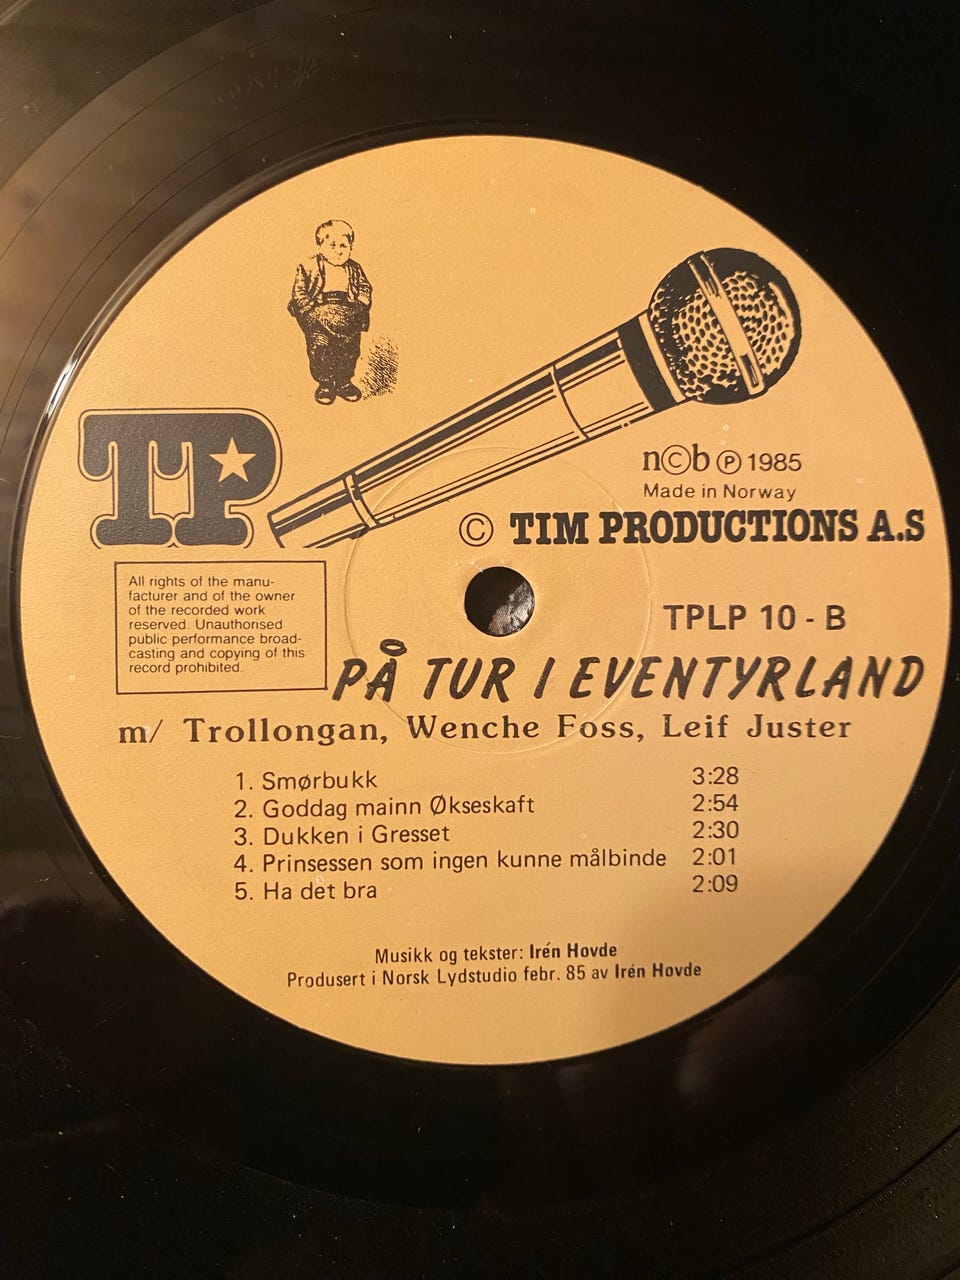 TP
n©b ℗ 1985
Made in Norway
© TIM PRODUCTIONS A.S
All rights of the manu-
facturer and of the owner
of the recorded work
reserved. Unauthorised
public performance broad-
casting and copying of this
record prohibited.
TPLP 10 - B
PÅ TUR I EVENTYRLAND
m/ Trollongan, Wenche Foss, Leif Juster
1. Smørbukk 3:28
2. Goddag mainn Økseskaft 2:54
3. Dukken i Gresset 2:30
4. Prinsessen som ingen kunne målbinde 2:01
5. Ha det bra 2:09
Musikk og tekster: Irén Hovde
Produsert i Norsk Lydstudio febr. 85 av Irén Hovde